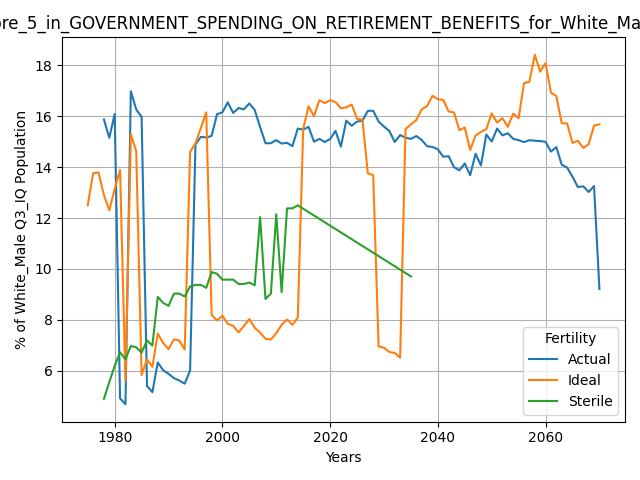 ore_5_in_GOVERNMENT_SPENDING_ON_RETIREMENT_BENEFITS_for_White_Ma
% of White_Male Q3_IQ Population
18
16
14
12
10
8
6
1980
2000
2020
2040
2060
Years
Fertility
Actual
Ideal
Sterile